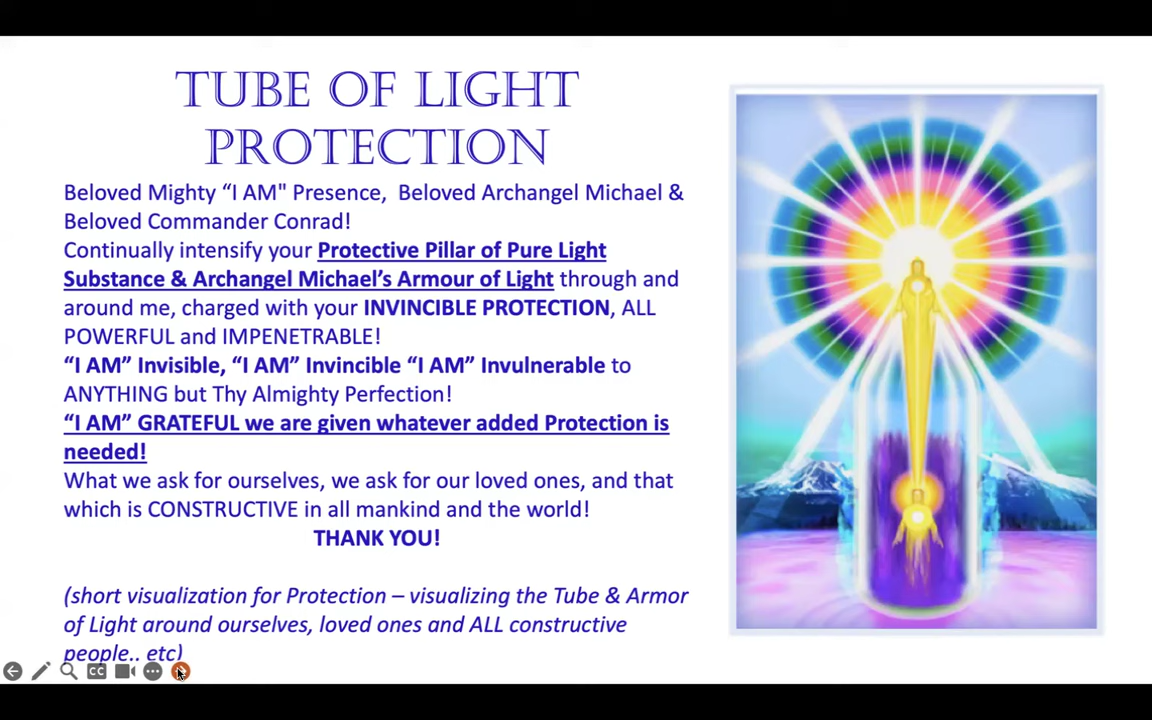 TUBE OF LIGHT
PROTECTION
Beloved Mighty “I AM" Presence,  Beloved Archangel Michael &
Beloved Commander Conrad!
Continually intensify your Protective Pillar of Pure Light
Substance & Archangel Michael’s Armour of Light through and
around me, charged with your INVINCIBLE PROTECTION, ALL
POWERFUL and IMPENETRABLE!
“I AM” Invisible, “I AM” Invincible “I AM” Invulnerable to
ANYTHING but Thy Almighty Perfection!
“I AM” GRATEFUL we are given whatever added Protection is
needed!
What we ask for ourselves, we ask for our loved ones, and that
which is CONSTRUCTIVE in all mankind and the world!
THANK YOU!
(short visualization for Protection – visualizing the Tube & Armor
of Light around ourselves, loved ones and ALL constructive
people.. etc)
CC